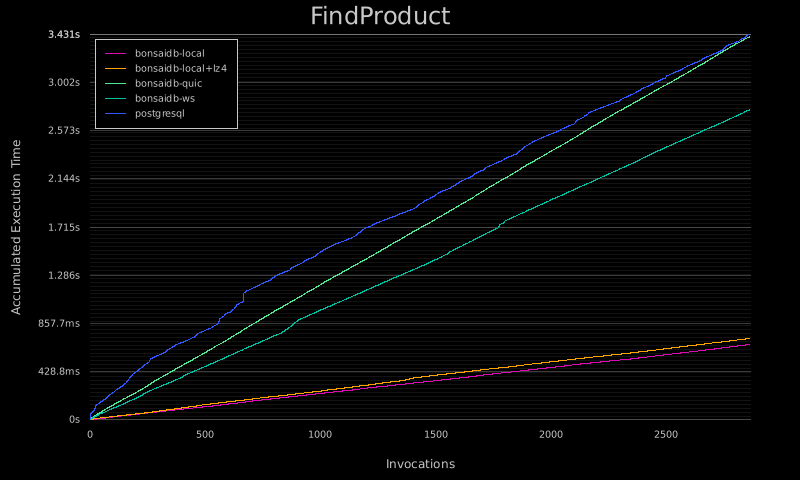 FindProduct
3.431s
3.002s
2.573s
2.144s
1.715s
1.286s
857.7ms
428.8ms
0s
Accumulated Execution Time
bonsaidb-local
bonsaidb-local+lz4
bonsaidb-quic
bonsaidb-ws
postgresql
0 500 1000 1500 2000 2500
Invocations